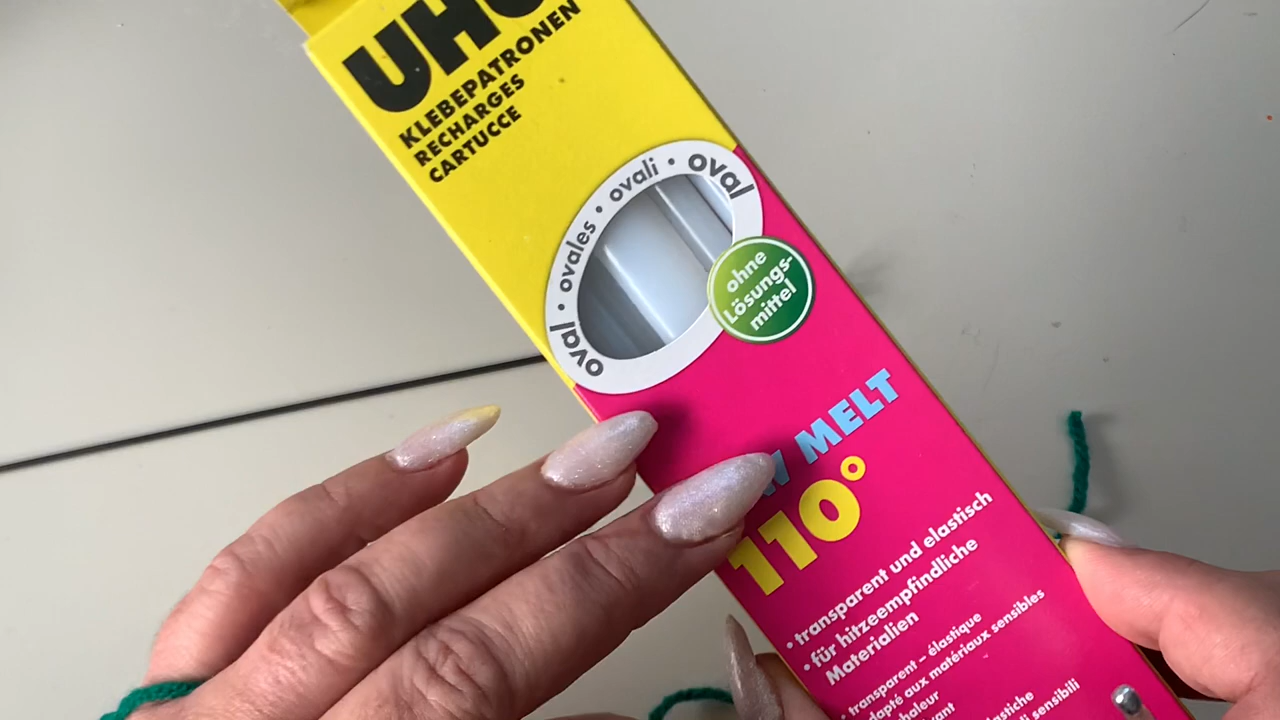 UHU
KLEBEPATRONEN
RECHARGES
CARTUCCE
oval • ovales • ovali • oval
ohne
Lösungs-
mittel
MELT
110°
• transparent und elastisch
• für hitzeempfindliche
Materialien
• transparent – élastique
aux matériaux sensibles
sensibili